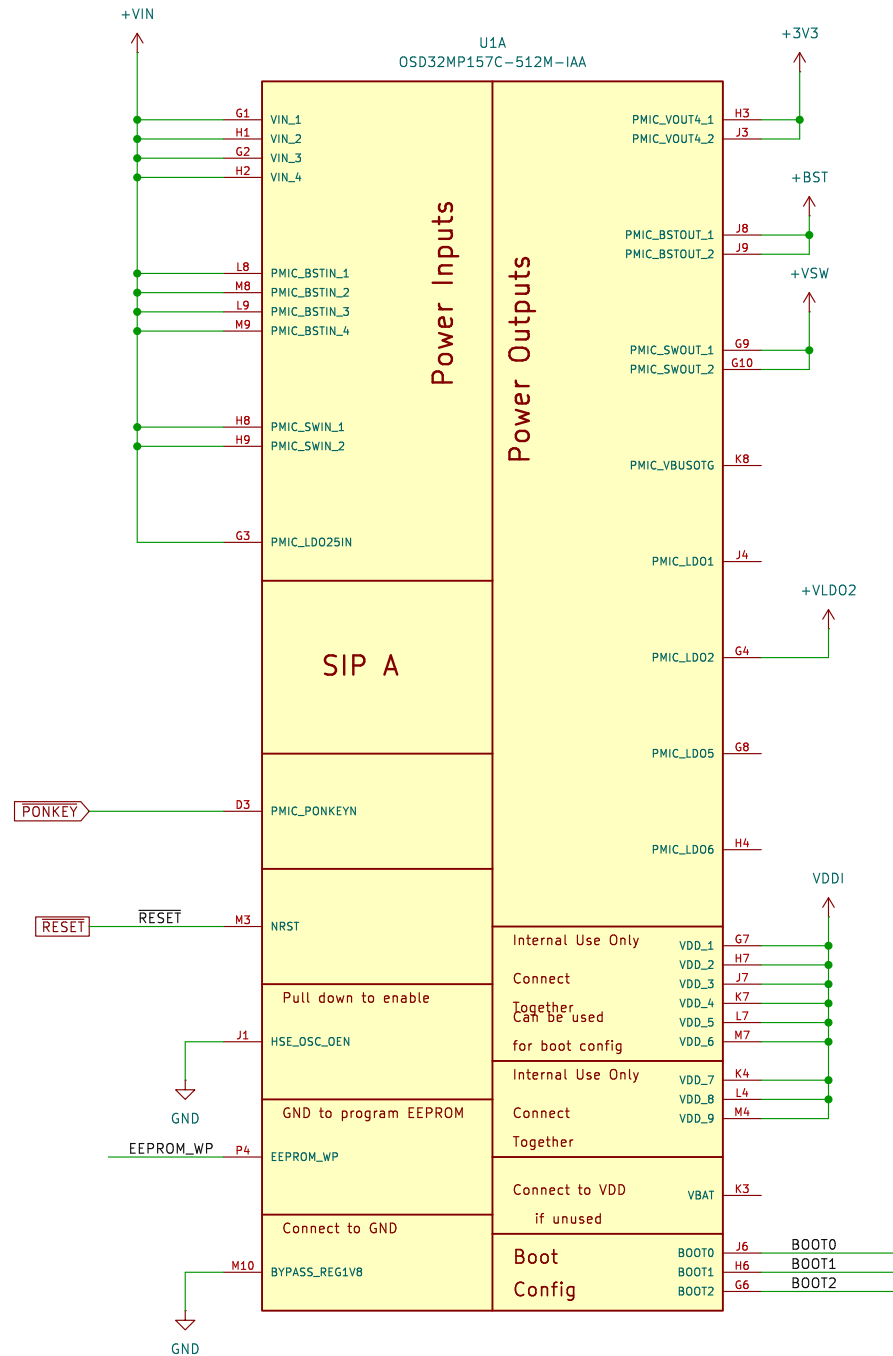 +VIN
U1A
OSD32MP157C-512M-IAA
+3V3
G1 VIN_1
H1 VIN_2
G2 VIN_3
H2 VIN_4
L8 PMIC_BSTIN_1
M8 PMIC_BSTIN_2
L9 PMIC_BSTIN_3
M9 PMIC_BSTIN_4
H8 PMIC_SWIN_1
H9 PMIC_SWIN_2
G3 PMIC_LDO25IN
Power Inputs
Power Outputs
PMIC_VOUT4_1 H3
PMIC_VOUT4_2 J3
+BST
PMIC_BSTOUT_1 J8
PMIC_BSTOUT_2 J9
+VSW
PMIC_SWOUT_1 G9
PMIC_SWOUT_2 G10
PMIC_VBUSOTG K8
PMIC_LDO1 J4
+VLDO2
PMIC_LDO2 G4
PMIC_LDO5 G8
PMIC_LDO6 H4
SIP A
PONKEY D3 PMIC_PONKEYN
RESET RESET M3 NRST
Pull down to enable
J1 HSE_OSC_OEN
GND
GND to program EEPROM
EEPROM_WP P4 EEPROM_WP
Connect to GND
M10 BYPASS_REG1V8
GND
VDDI
Internal Use Only
Connect
Together
Can be used
for boot config
VDD_1 G7
VDD_2 H7
VDD_3 J7
VDD_4 K7
VDD_5 L7
VDD_6 M7
Internal Use Only
Connect
Together
VDD_7 K4
VDD_8 L4
VDD_9 M4
Connect to VDD
if unused
VBAT K3
Boot
Config
BOOT0 J6 BOOT0
BOOT1 H6 BOOT1
BOOT2 G6 BOOT2